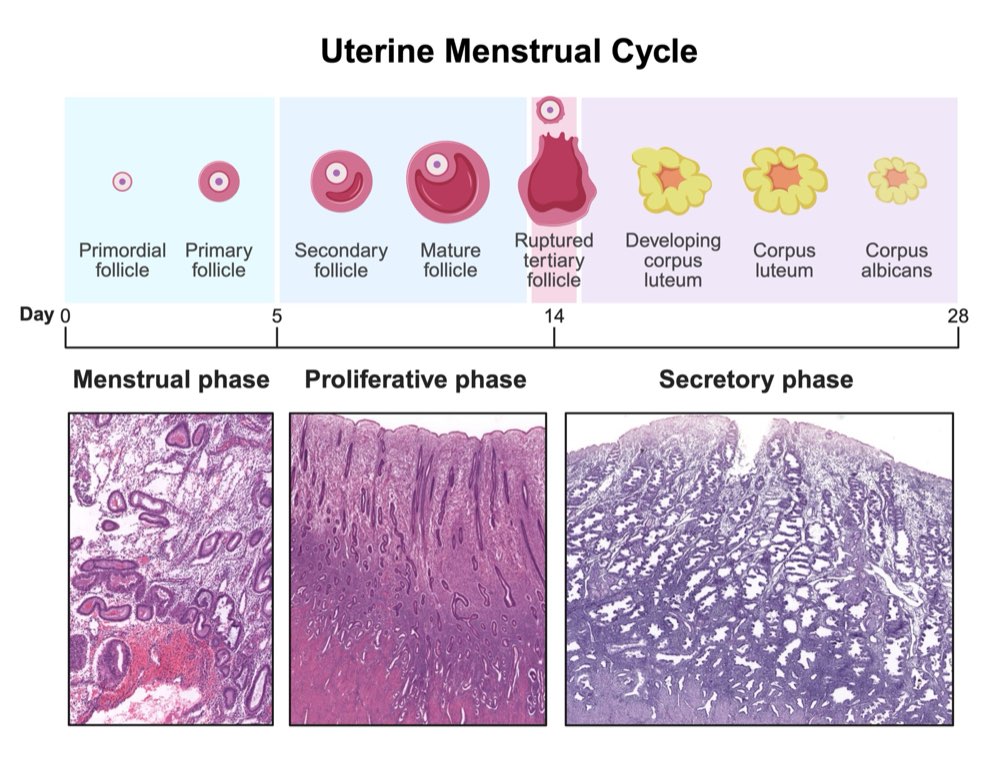 Uterine Menstrual Cycle
Primordial
follicle
Primary
follicle
Secondary
follicle
Mature
follicle
Ruptured
tertiary
follicle
Developing
corpus
luteum
Corpus
luteum
Corpus
albicans
Day 0
5
14
28
Menstrual phase
Proliferative phase
Secretory phase